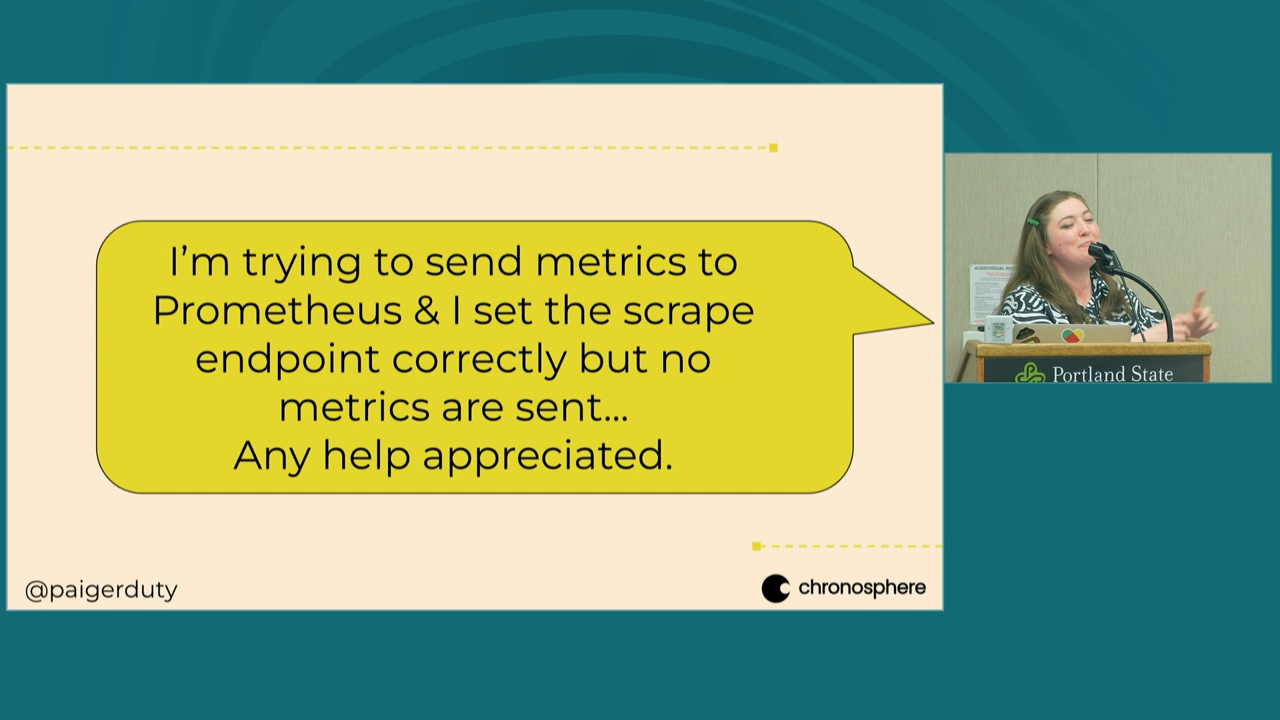 I'm trying to send metrics to
Prometheus & I set the scrape
endpoint correctly but no
metrics are sent...
Any help appreciated.
@paigerduty
chronosphere
Portland State